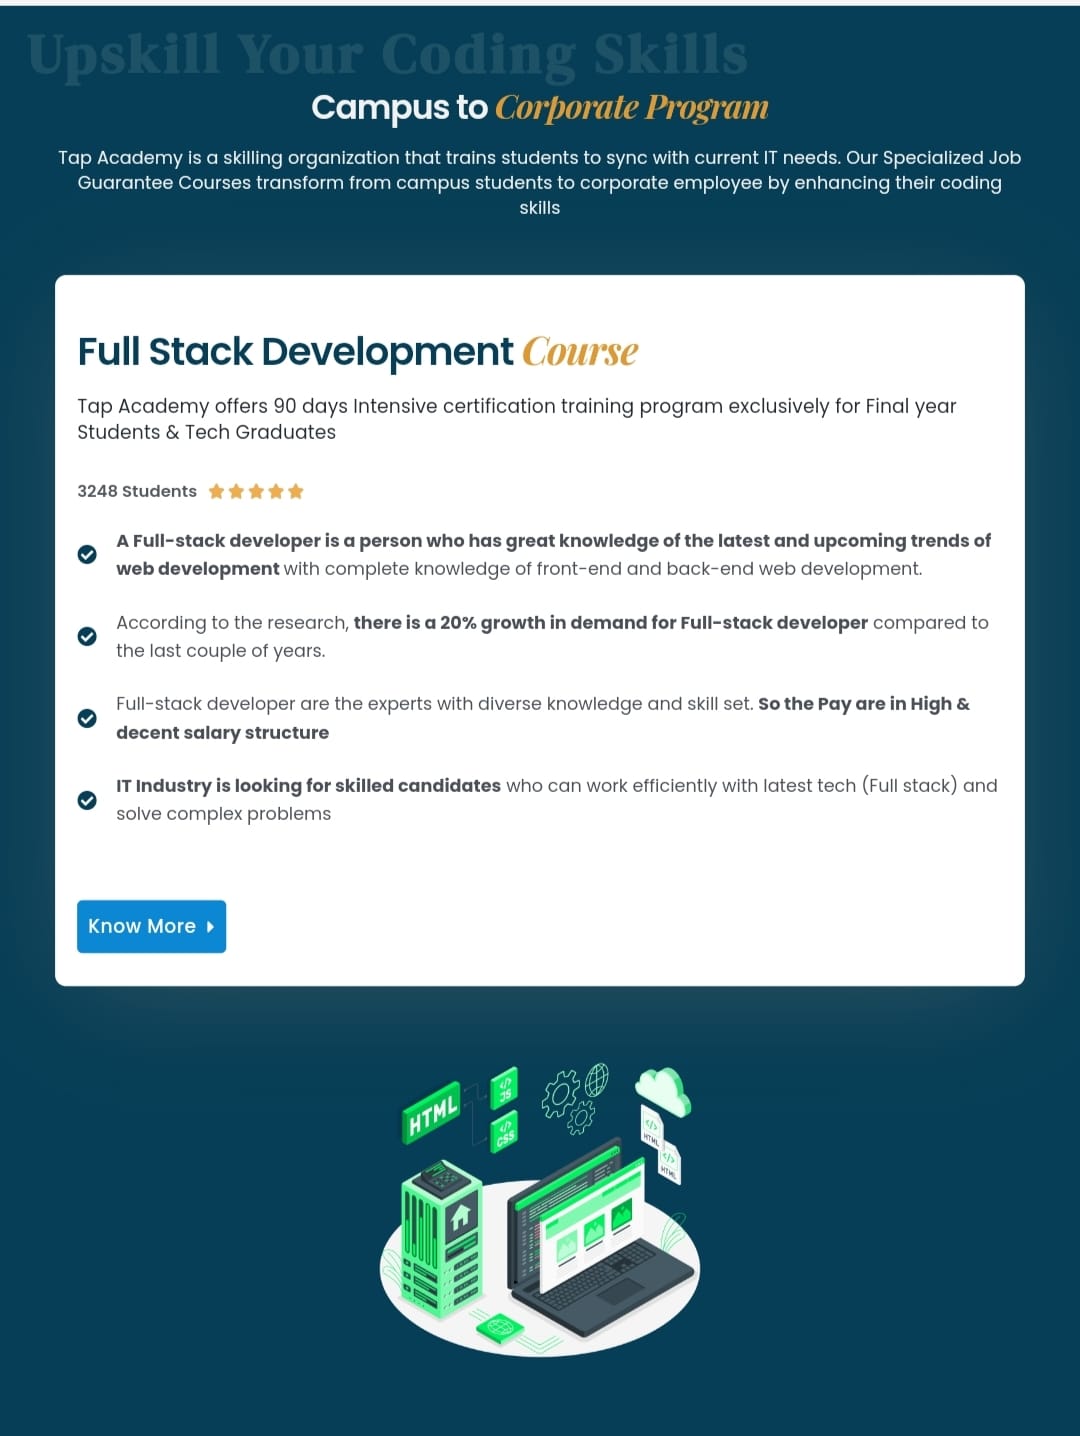 Upskill Your Coding Skills
Campus to Corporate Program
Tap Academy is a skilling organization that trains students to sync with current IT needs. Our Specialized Job
Guarantee Courses transform from campus students to corporate employee by enhancing their coding
skills
Full Stack Development Course
Tap Academy offers 90 days Intensive certification training program exclusively for Final year
Students & Tech Graduates
3248 Students
A Full-stack developer is a person who has great knowledge of the latest and upcoming trends of
web development with complete knowledge of front-end and back-end web development.
According to the research, there is a 20% growth in demand for Full-stack developer compared to
the last couple of years.
Full-stack developer are the experts with diverse knowledge and skill set. So the Pay are in High &
decent salary structure
IT Industry is looking for skilled candidates who can work efficiently with latest tech (Full stack) and
solve complex problems
Know More
HTML
</>
JS
</>
CSS
</>
HTML
</>
HTML